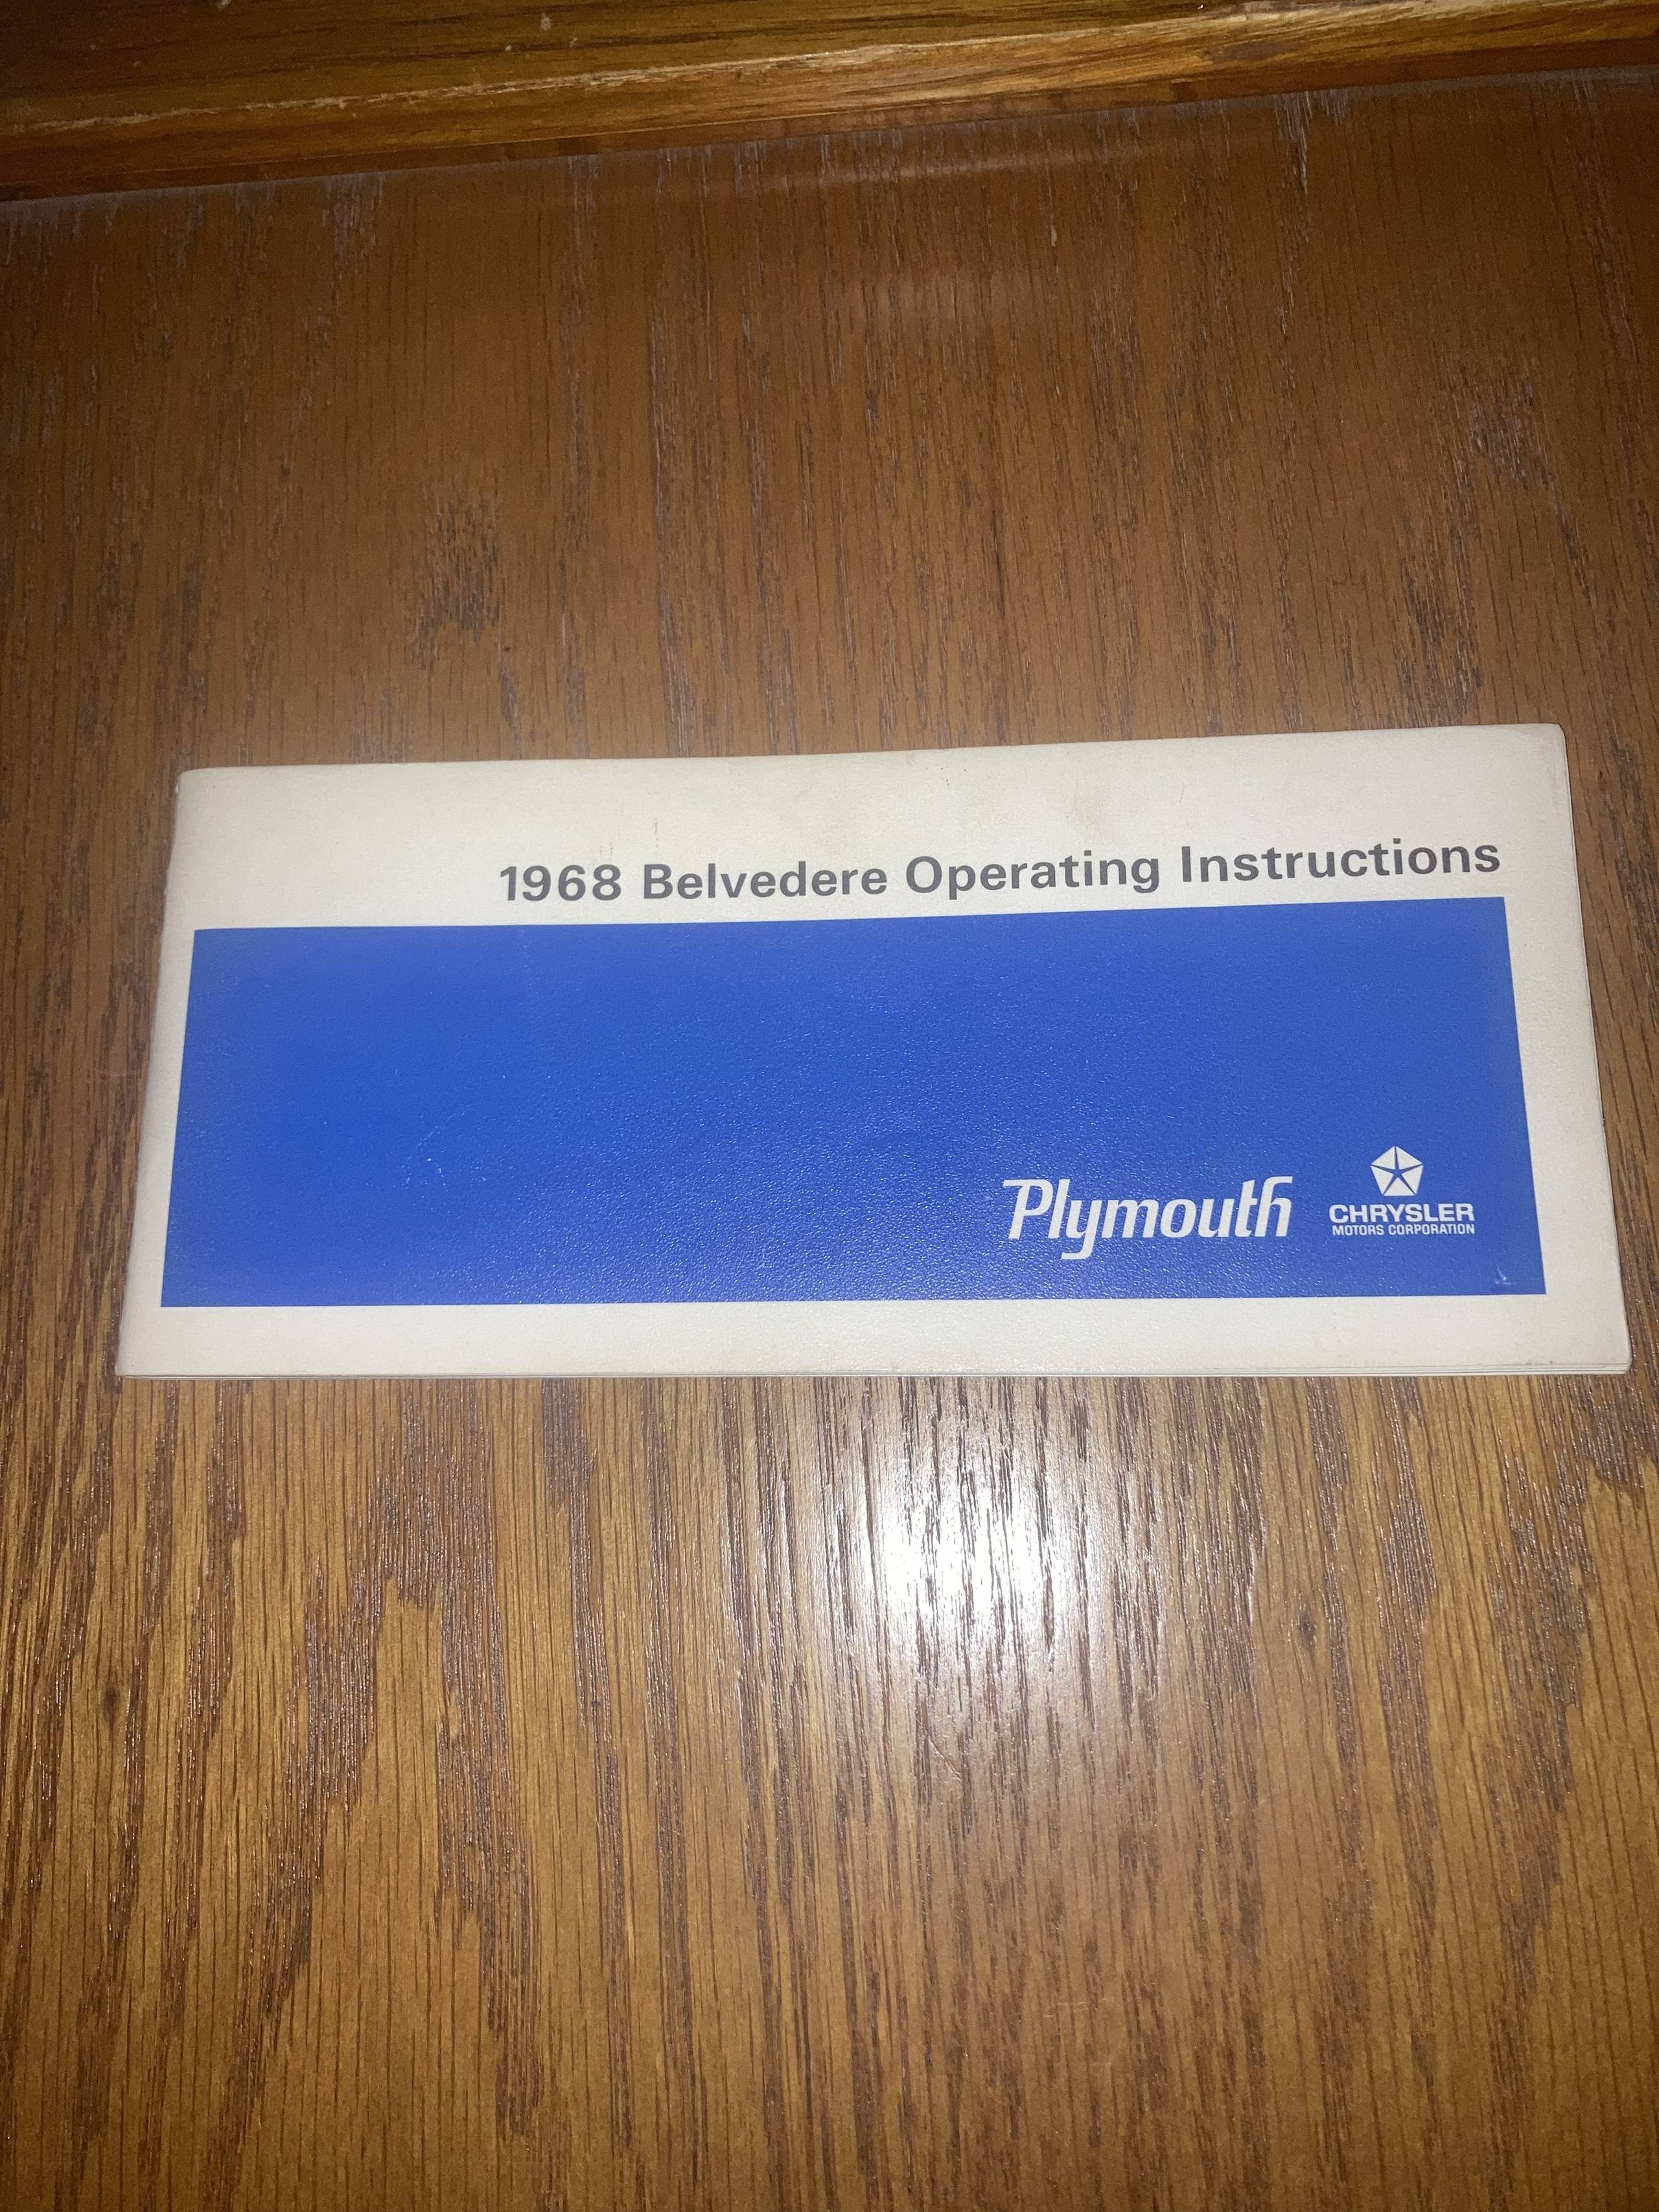 1968 Belvedere Operating Instructions
Plymouth
CHRYSLER
MOTORS CORPORATION